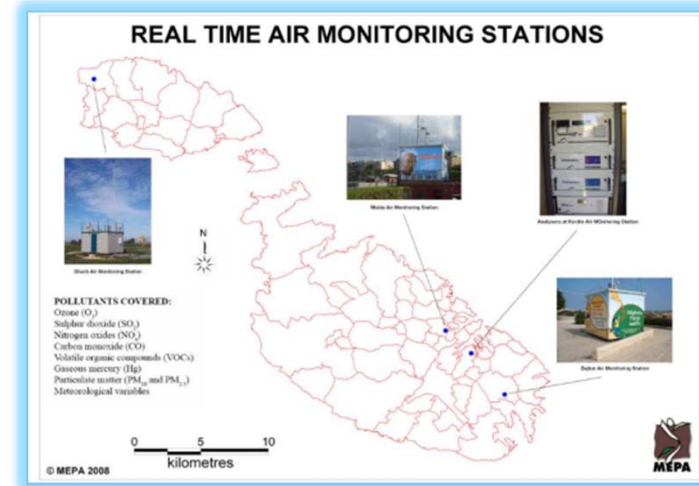 REAL TIME AIR MONITORING STATIONS
Msida Air Monitoring Station
Analysers at Kordin Air Monitoring Station
Gharb Air Monitoring Station
N
Zejtun Air Monitoring Station
POLLUTANTS COVERED:
Ozone (O₃)
Sulphur dioxide (SO₂)
Nitrogen oxides (NOₓ)
Carbon monoxide (CO)
Volatile organic compounds (VOCs)
Gaseous mercury (Hg)
Particulate matter (PM₁₀ and PM₂.₅)
Meteorological variables
0 5 10
kilometres
© MEPA 2008
MEPA